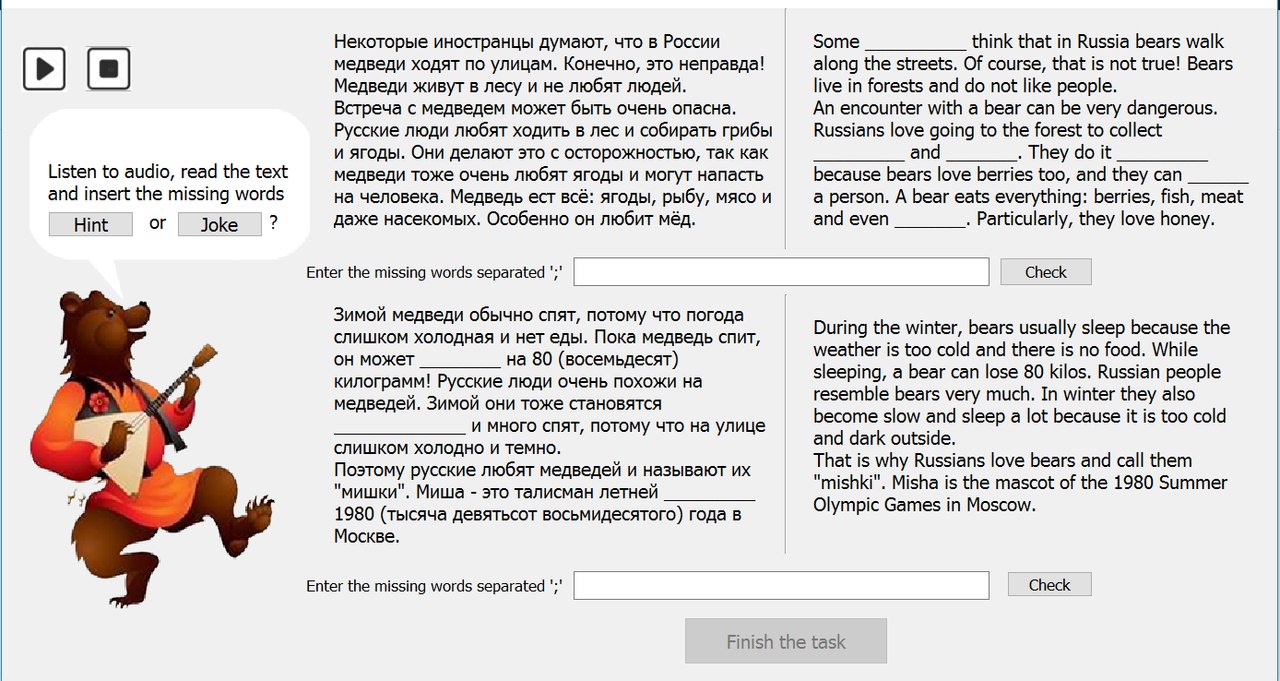 Listen to audio, read the text
and insert the missing words
Hint or Joke ?
Некоторые иностранцы думают, что в России
медведи ходят по улицам. Конечно, это неправда!
Медведи живут в лесу и не любят людей.
Встреча с медведем может быть очень опасна.
Русские люди любят ходить в лес и собирать грибы
и ягоды. Они делают это с осторожностью, так как
медведи тоже очень любят ягоды и могут напасть
на человека. Медведь ест всё: ягоды, рыбу, мясо и
даже насекомых. Особенно он любит мёд.
Some __________ think that in Russia bears walk
along the streets. Of course, that is not true! Bears
live in forests and do not like people.
An encounter with a bear can be very dangerous.
Russians love going to the forest to collect
_________ and _______. They do it _________
because bears love berries too, and they can ______
a person. A bear eats everything: berries, fish, meat
and even _______. Particularly, they love honey.
Enter the missing words separated ';' Check
Зимой медведи обычно спят, потому что погода
слишком холодная и нет еды. Пока медведь спит,
он может ________ на 80 (восемьдесят)
килограмм! Русские люди очень похожи на
медведей. Зимой они тоже становятся
_____________ и много спят, потому что на улице
слишком холодно и темно.
Поэтому русские любят медведей и называют их
"мишки". Миша - это талисман летней _________
1980 (тысяча девятьсот восьмидесятого) года в
Москве.
During the winter, bears usually sleep because the
weather is too cold and there is no food. While
sleeping, a bear can lose 80 kilos. Russian people
resemble bears very much. In winter they also
become slow and sleep a lot because it is too cold
and dark outside.
That is why Russians love bears and call them
"mishki". Misha is the mascot of the 1980 Summer
Olympic Games in Moscow.
Enter the missing words separated ';' Check
Finish the task